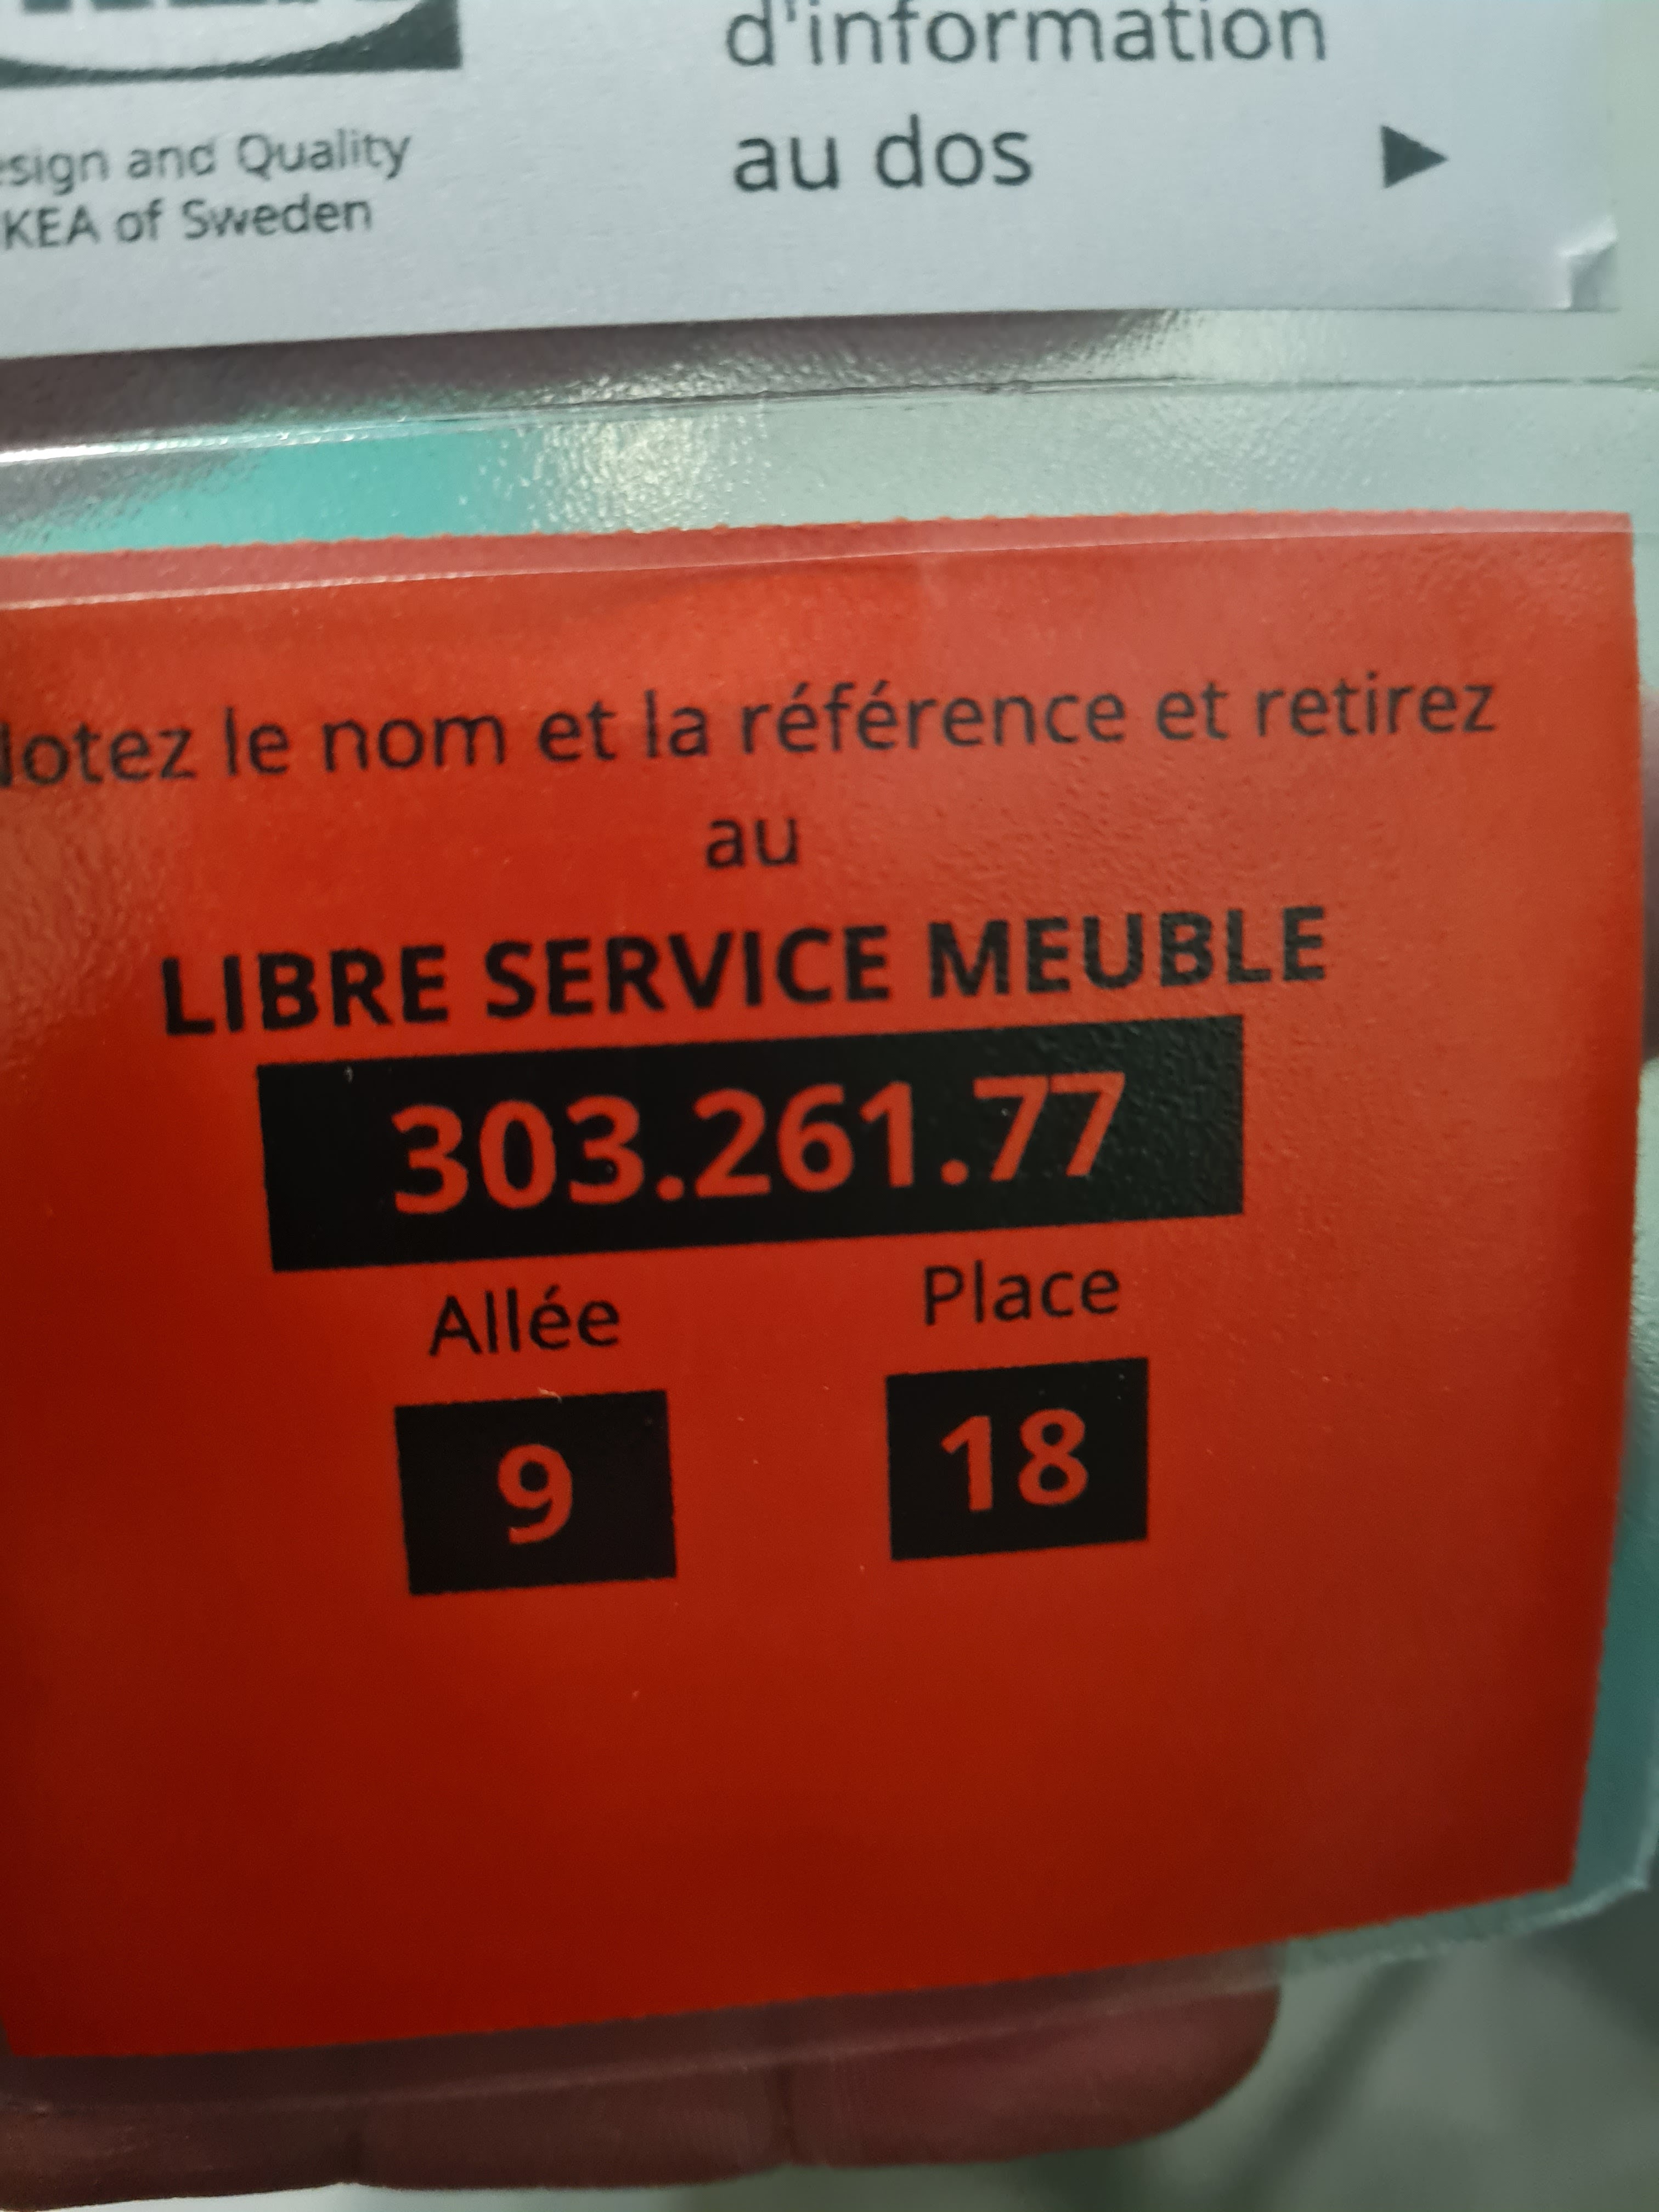 d'information
au dos ▶
esign and Quality
KEA of Sweden
Notez le nom et la référence et retirez
au
LIBRE SERVICE MEUBLE
303.261.77
Allée Place
9 18